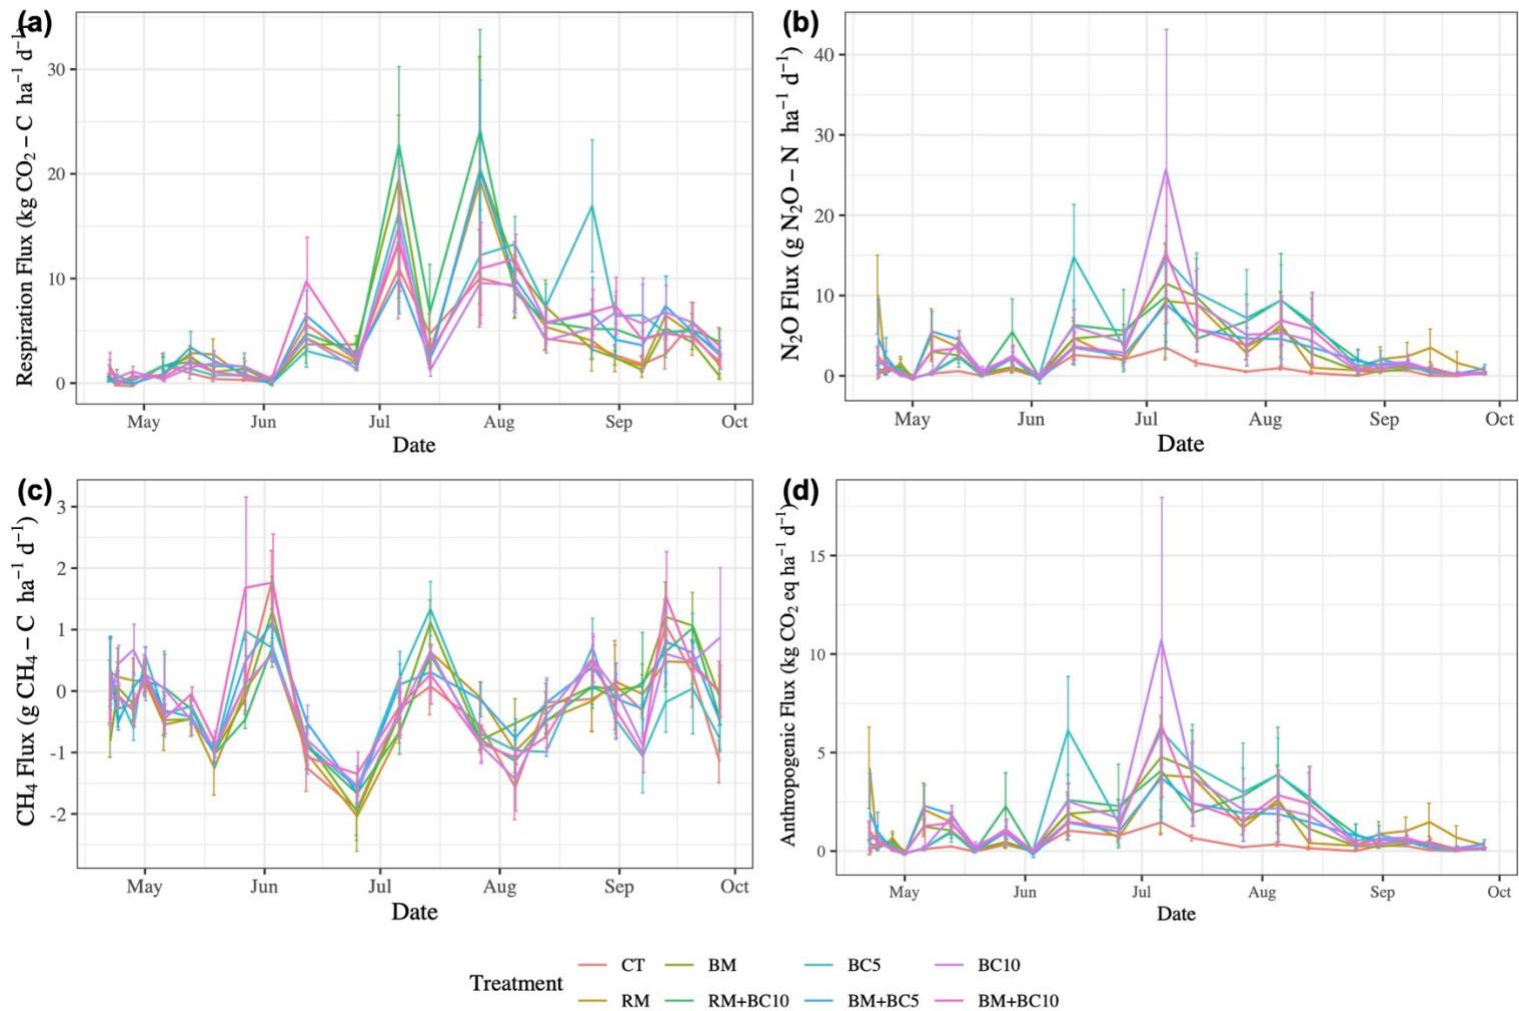 (a)
Respiration Flux (kg CO₂ – C ha⁻¹ d⁻¹)
30
20
10
0
May Jun Jul Aug Sep Oct
Date
(b)
N₂O Flux (g N₂O – N ha⁻¹ d⁻¹)
40
30
20
10
0
May Jun Jul Aug Sep Oct
Date
(c)
CH₄ Flux (g CH₄ – C ha⁻¹ d⁻¹)
3
2
1
0
-1
-2
May Jun Jul Aug Sep Oct
Date
(d)
Anthropogenic Flux (kg CO₂ eq ha⁻¹ d⁻¹)
15
10
5
0
May Jun Jul Aug Sep Oct
Date
Treatment
CT BM BC5 BC10
RM RM+BC10 BM+BC5 BM+BC10